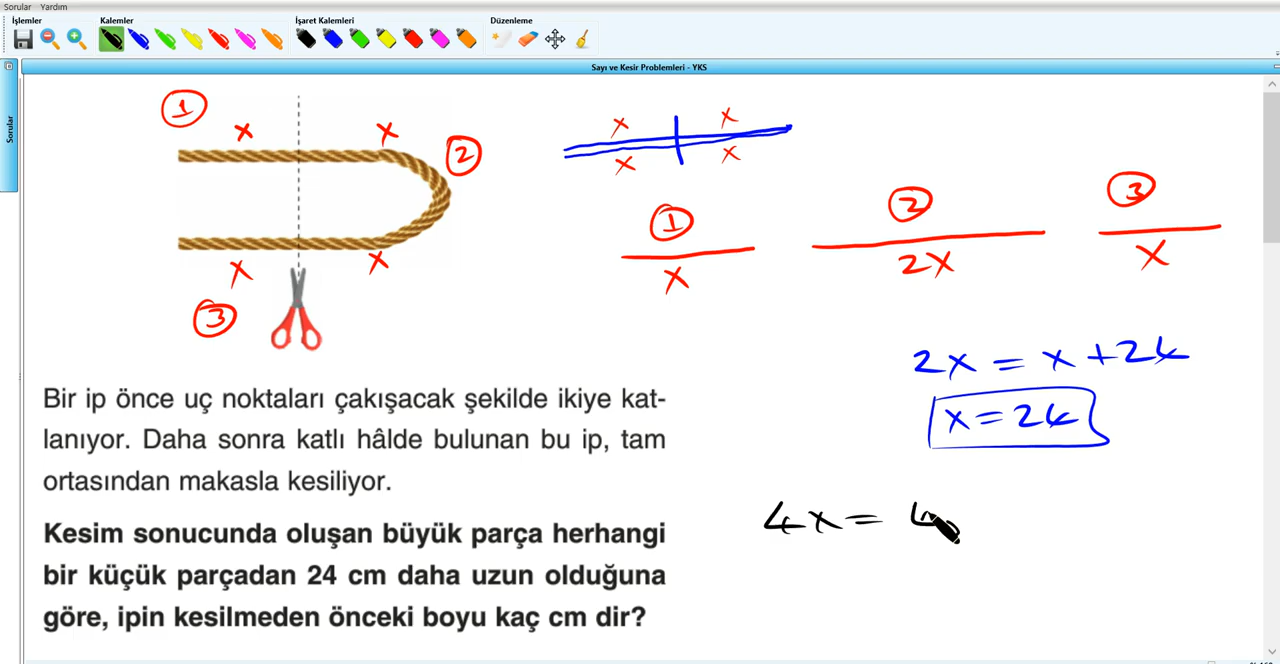 Sorular Yardım
İşlemler Kalemler İşaret Kalemleri Düzenleme
Sayı ve Kesir Problemleri - YKS
Sorular
1
x x
2
x x
3
x x
x x
1 2 3
x 2x x
2x = x + 24
x = 24
4x = 4
Bir ip önce uç noktaları çakışacak şekilde ikiye kat-
lanıyor. Daha sonra katlı hâlde bulunan bu ip, tam
ortasından makasla kesiliyor.
Kesim sonucunda oluşan büyük parça herhangi
bir küçük parçadan 24 cm daha uzun olduğuna
göre, ipin kesilmeden önceki boyu kaç cm dir?